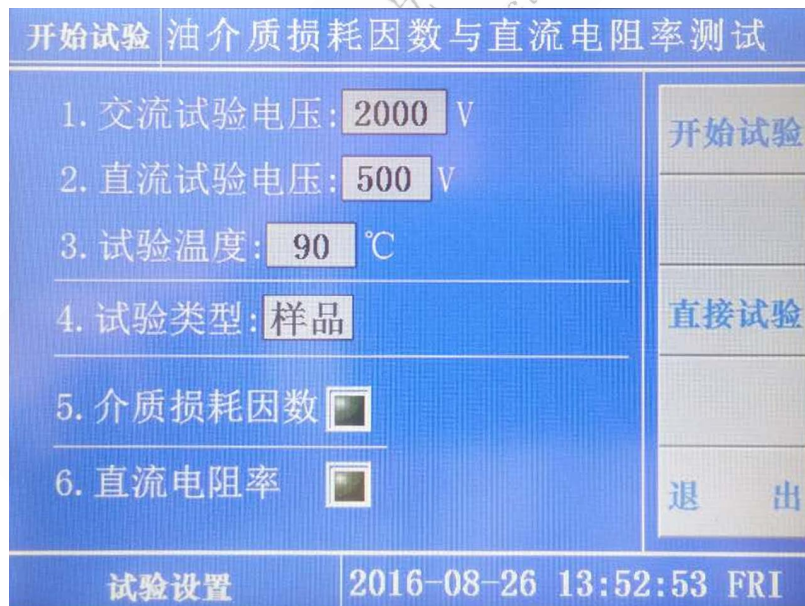 开始试验 油介质损耗因数与直流电阻率测试
1.交流试验电压: 2000 V
开始试验
2.直流试验电压: 500 V
3.试验温度: 90 ℃
4.试验类型: 样品
直接试验
5.介质损耗因数
6.直流电阻率
退 出
试验设置 2016-08-26 13:52:53 FRI